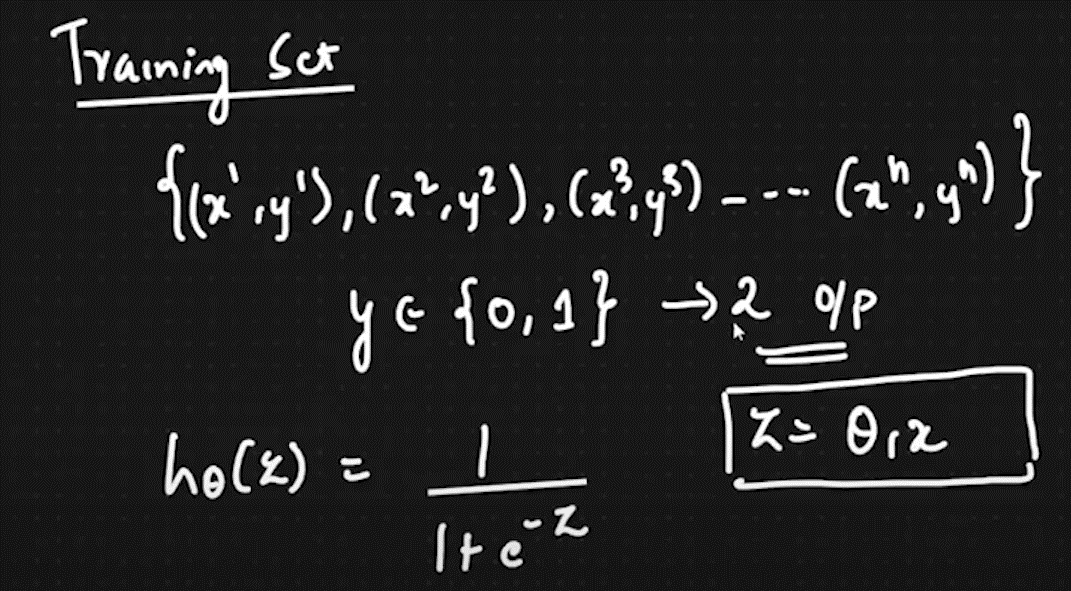 Training Set
{(x¹,y¹),(x²,y²),(x³,y³) - - --- (xⁿ,yⁿ)}
y ∈ {0,1} → 2 o/p
z = θ₁x
hθ(z) = 1 / (1 + e^-z)